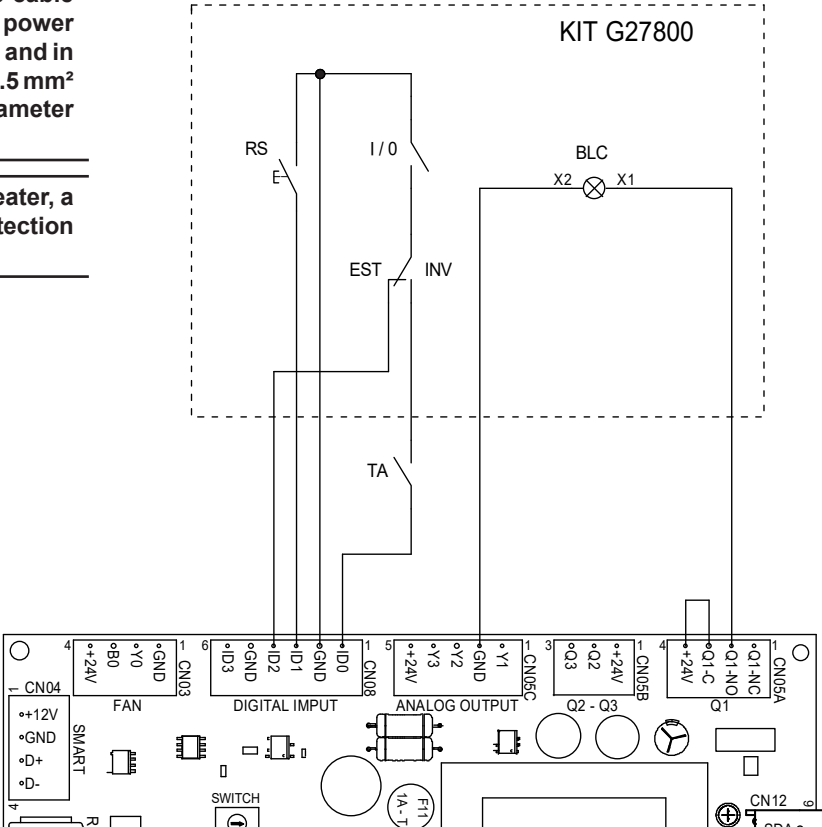 cable
power
and in
.5 mm²
ameter
eater, a
tection
KIT G27800
RS
I / 0
BLC
X2
X1
EST
INV
TA
4
+24V
B0
Y0
GND
1
CN03
FAN
6
ID3
GND
ID2
ID1
GND
ID0
1
CN08
DIGITAL IMPUT
5
+24V
Y3
Y2
GND
Y1
1
CN05C
ANALOG OUTPUT
3
Q3
Q2
+24V
1
CN05B
Q2 - Q3
4
+24V
Q1-C
Q1-NO
Q1-NC
1
CN05A
Q1
1
CN04
+12V
GND
D+
D-
SMART
4
R
SWITCH
F11
1A - T
CN12